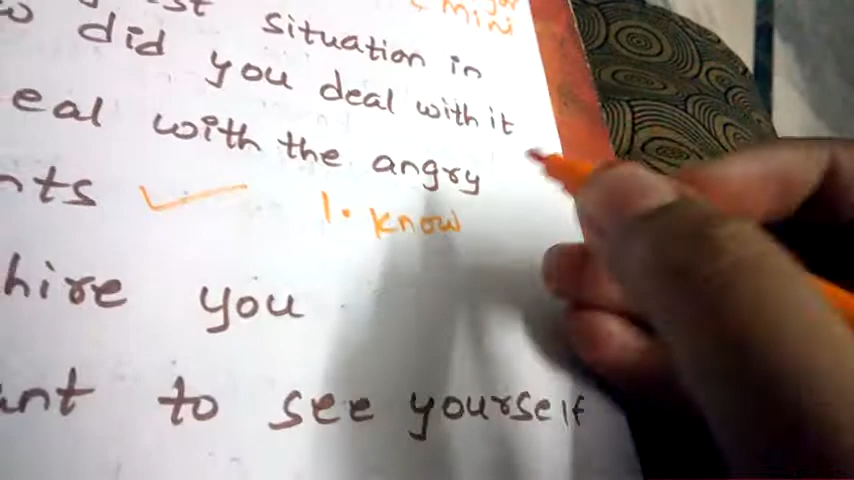 situation in
did you deal with it
eal with the angry
nts
1. know
hire you
ant to see yourself